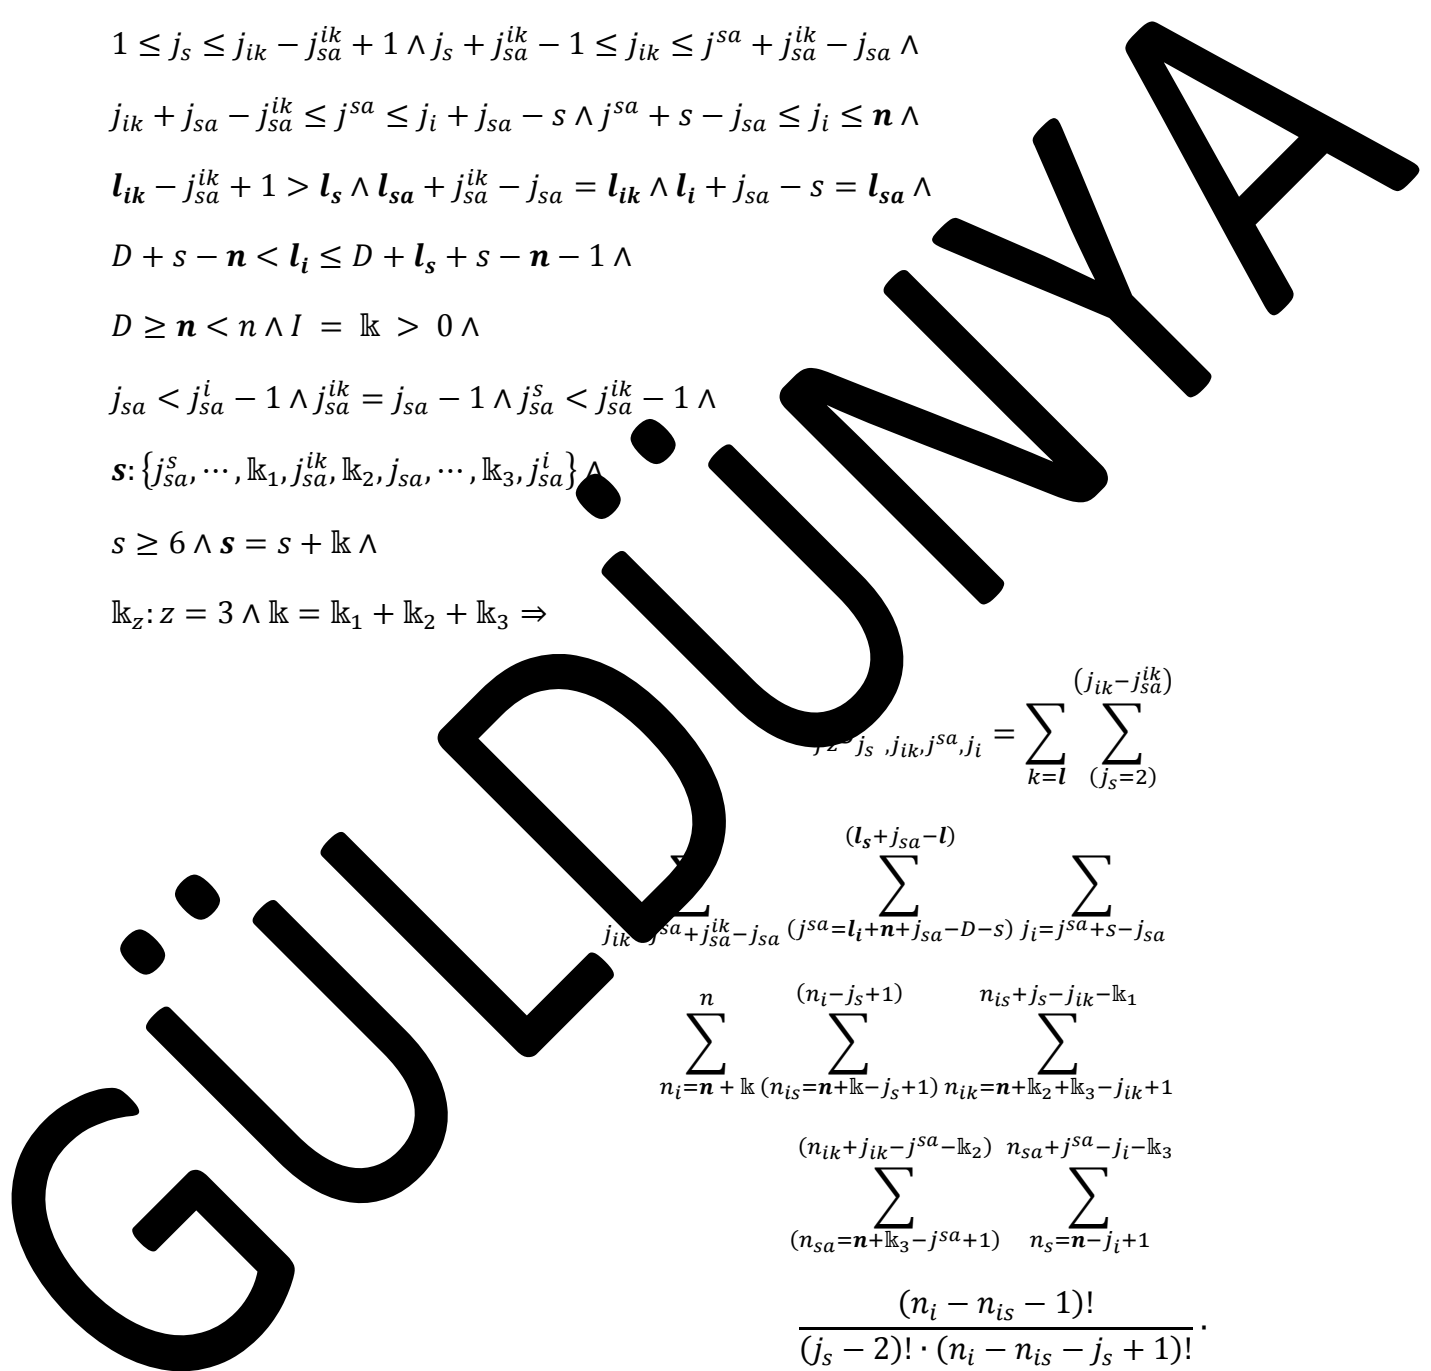 1 ≤ j_s ≤ j_{ik} − j_{sa}^{ik} + 1 ∧ j_s + j_{sa}^{ik} − 1 ≤ j_{ik} ≤ j^{sa} + j_{sa}^{ik} − j_{sa} ∧
j_{ik} + j_{sa} − j_{sa}^{ik} ≤ j^{sa} ≤ j_i + j_{sa} − s ∧ j^{sa} + s − j_{sa} ≤ j_i ≤ n ∧
l_{ik} − j_{sa}^{ik} + 1 > l_s ∧ l_{sa} + j_{sa}^{ik} − j_{sa} = l_{ik} ∧ l_i + j_{sa} − s = l_{sa} ∧
D + s − n < l_i ≤ D + l_s + s − n − 1 ∧
D ≥ n < n ∧ I = 𝕜 > 0 ∧
j_{sa} < j_{sa}^i − 1 ∧ j_{sa}^{ik} = j_{sa} − 1 ∧ j_{sa}^s < j_{sa}^{ik} − 1 ∧
s: {j_{sa}^s, ⋯, 𝕜_1, j_{sa}^{ik}, 𝕜_2, j_{sa}, ⋯, 𝕜_3, j_{sa}^i} ∧
s ≥ 6 ∧ s = s + 𝕜 ∧
𝕜_z: z = 3 ∧ 𝕜 = 𝕜_1 + 𝕜_2 + 𝕜_3 ⇒
_{j_s, j_{ik}, j^{sa}, j_i} = ∑_{k=l} ∑_{(j_s=2)}^{(j_{ik}−j_{sa}^{ik})}
∑_{j_{ik}=j^{sa}+j_{sa}^{ik}−j_{sa}} ∑_{(j^{sa}=l_i+n+j_{sa}−D−s)}^{(l_s+j_{sa}−l)} ∑_{j_i=j^{sa}+s−j_{sa}}
∑_{n_i=n+𝕜}^{n} ∑_{(n_{is}=n+𝕜−j_s+1)}^{(n_i−j_s+1)} ∑_{n_{ik}=n+𝕜_2+𝕜_3−j_{ik}+1}^{n_{is}+j_s−j_{ik}−𝕜_1}
∑_{(n_{sa}=n+𝕜_3−j^{sa}+1)}^{(n_{ik}+j_{ik}−j^{sa}−𝕜_2)} ∑_{n_s=n−j_i+1}^{n_{sa}+j^{sa}−j_i−𝕜_3}
(n_i − n_{is} − 1)!
(j_s − 2)! · (n_i − n_{is} − j_s + 1)! ·
GÜLDÜNYA